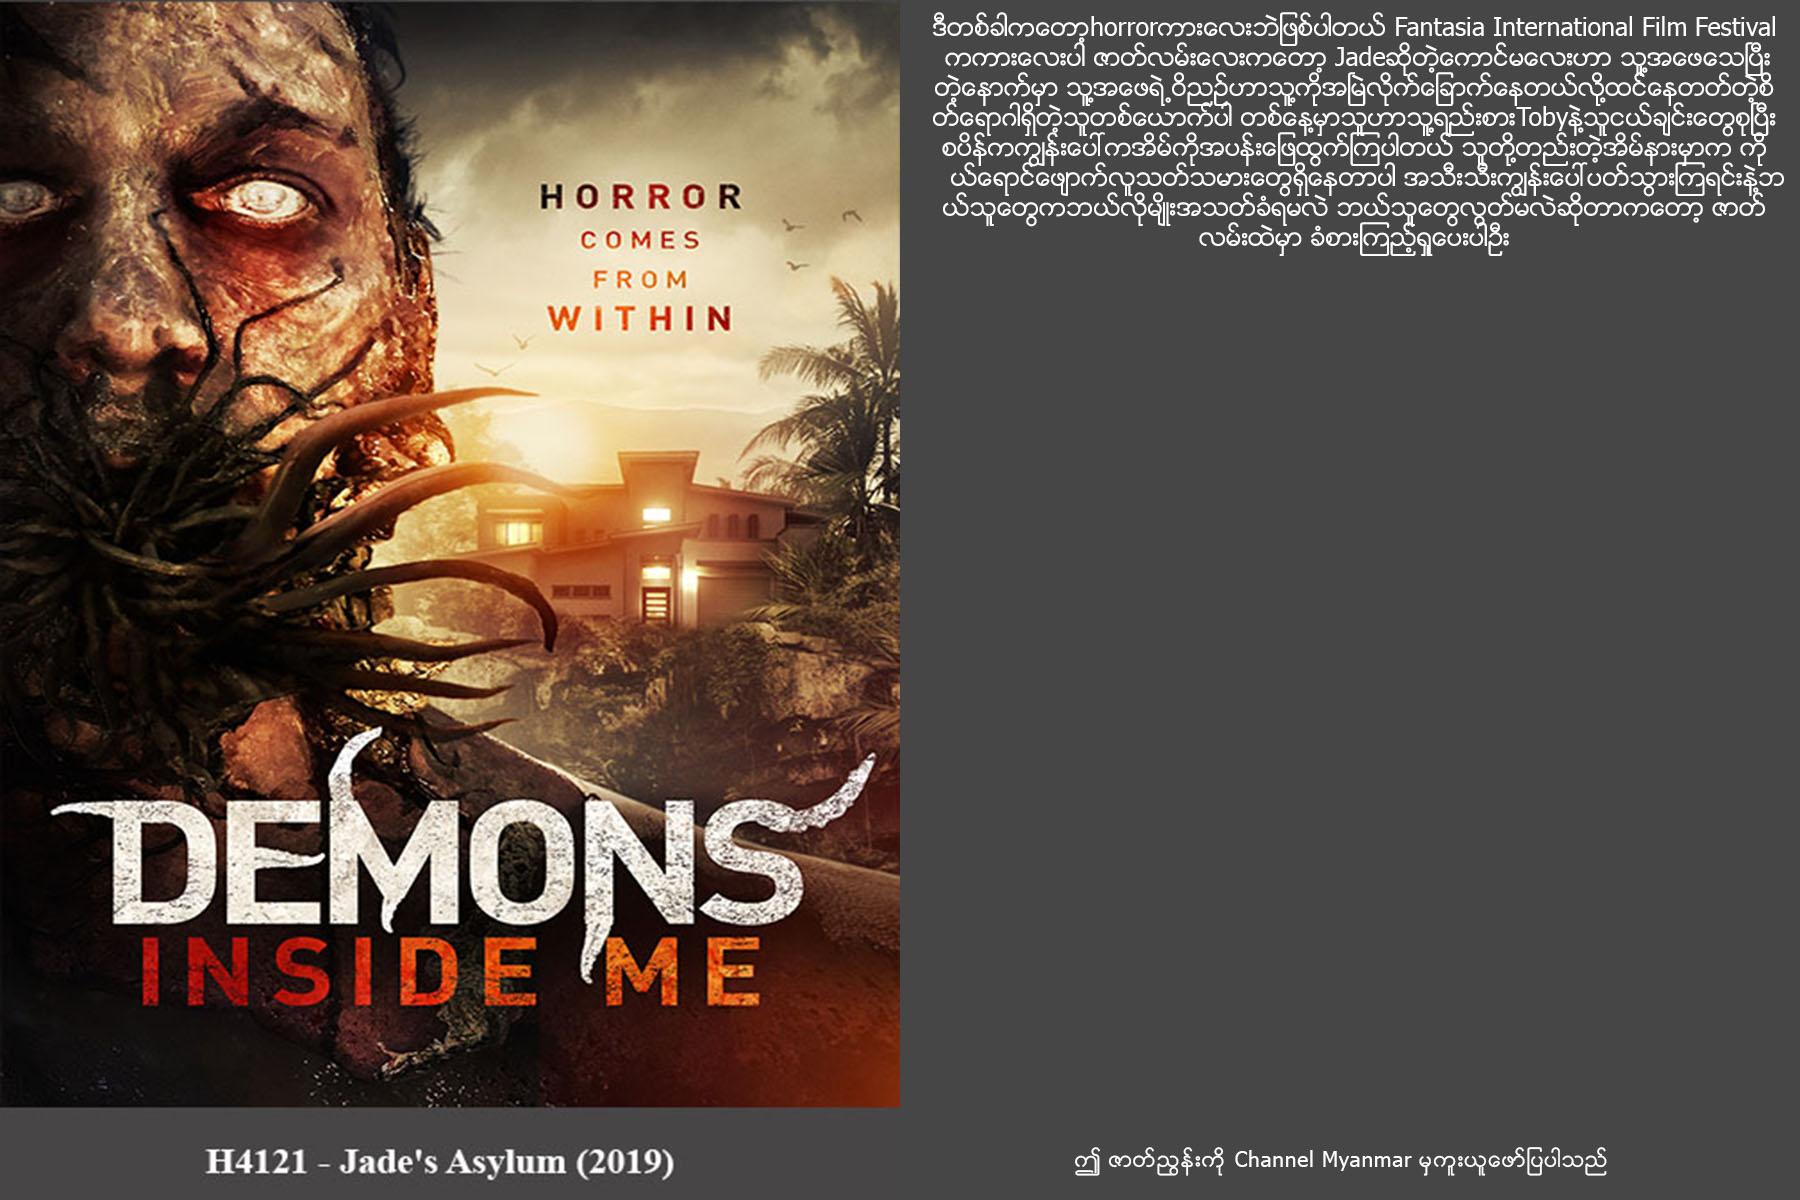 HORROR
COMES
FROM
WITHIN
DEMONS
INSIDE ME
H4121 - Jade's Asylum (2019)
ဒီတစ်ခါကတော့horrorကားလေးဘဲဖြစ်ပါတယ် Fantasia International Film Festival
ကကားလေးပါ ဇာတ်လမ်းလေးကတော့ Jadeဆိုတဲ့ကောင်မလေးဟာ သူ့အဖေသေပြီး
တဲ့နောက်မှာ သူ့အဖေရဲ့ဝိညာဉ်ဟာသူ့ကိုအမြဲလိုက်ခြောက်နေတယ်လို့ထင်နေတတ်တဲ့စိ
တ်ရောဂါရှိတဲ့သူတစ်ယောက်ပါ တစ်နေ့မှာသူဟာသူ့ရည်းစားTobyနဲ့သူငယ်ချင်းတွေစုပြီး
စပိန်ကကျွန်းပေါ်ကအိမ်ကိုအပန်းဖြေထွက်ကြပါတယ် သူတို့တည်းတဲ့အိမ်နားမှာက ကို
ယ်ရောင်ဖျောက်လူသတ်သမားတွေရှိနေတာပါ အသီးသီးကျွန်းပေါ်ပတ်သွားကြရင်းနဲ့ဘ
ယ်သူတွေကဘယ်လိုမျိုးအသတ်ခံရမလဲ ဘယ်သူတွေလွတ်မလဲဆိုတာကတော့ ဇာတ်
လမ်းထဲမှာ ခံစားကြည့်ရှုပေးပါဦး
ဤ ဇာတ်ညွှန်းကို Channel Myanmar မှကူးယူဖော်ပြပါသည်